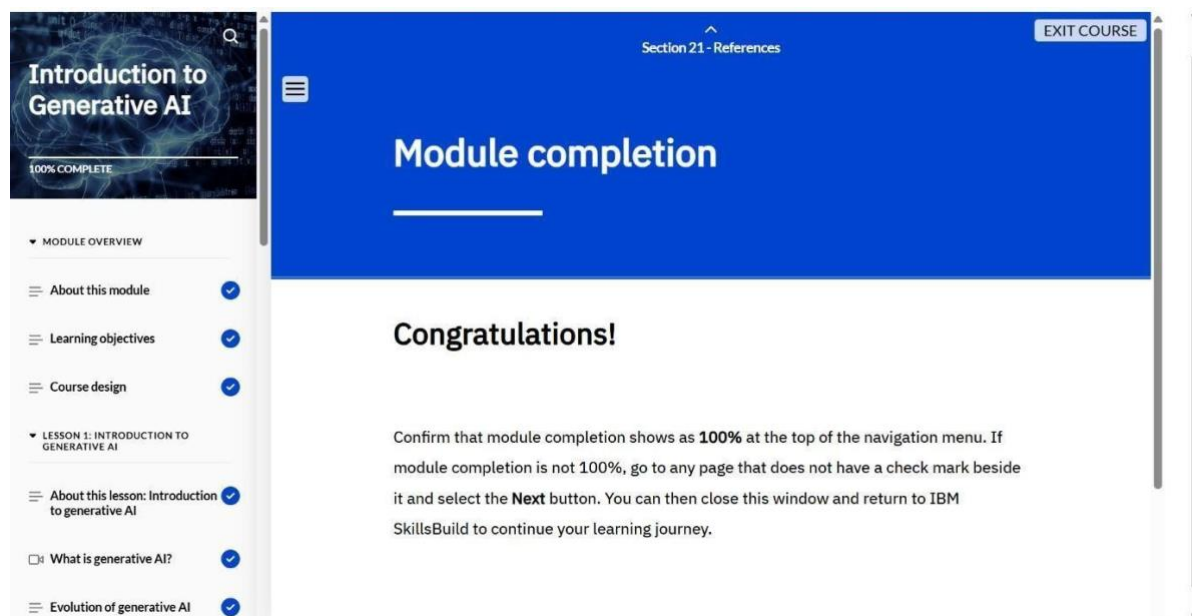 Introduction to
Generative AI
100% COMPLETE
MODULE OVERVIEW
About this module
Learning objectives
Course design
LESSON 1: INTRODUCTION TO
GENERATIVE AI
About this lesson: Introduction
to generative AI
What is generative AI?
Evolution of generative AI
Section 21 - References
EXIT COURSE
Module completion
Congratulations!
Confirm that module completion shows as 100% at the top of the navigation menu. If
module completion is not 100%, go to any page that does not have a check mark beside
it and select the Next button. You can then close this window and return to IBM
SkillsBuild to continue your learning journey.